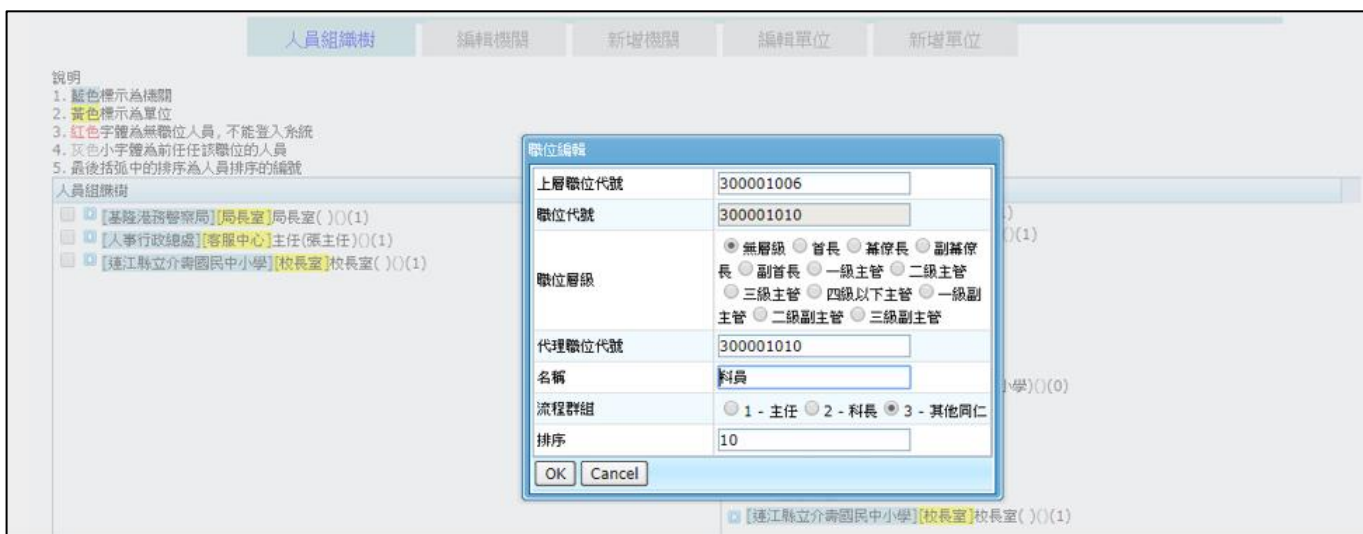 人員組織樹 編輯機關 新增機關 編輯單位 新增單位
說明
1. 藍色標示為機關
2. 黃色標示為單位
3. 紅色字體為無職位人員, 不能登入系統
4. 灰色小字體為前任任該職位的人員
5. 最後括弧中的排序為人員排序的編號
人員組織樹
[基隆港務警察局][局長室]局長室( )()(1)
[人事行政總處][客服中心]主任(張主任)()(1)
[連江縣立介壽國民中小學][校長室]校長室( )()(1)
職位編輯
上層職位代號 300001006
職位代號 300001010
職位層級
無層級 首長 幕僚長 副幕僚
長 副首長 一級主管 二級主管
三級主管 四級以下主管 一級副
主管 二級副主管 三級副主管
代理職位代號 300001010
名稱 科員
流程群組 1 - 主任 2 - 科長 3 - 其他同仁
排序 10
OK Cancel
)
()(1)
小學)()(0)
[連江縣立介壽國民中小學][校長室]校長室( )()(1)